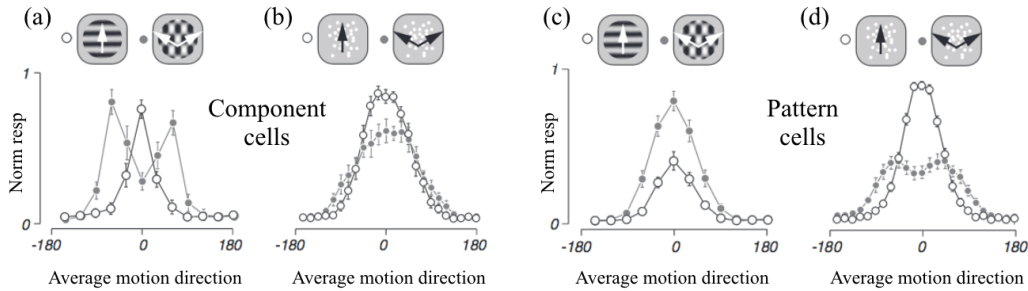 (a)
(b)
(c)
(d)
1
Norm resp
0
Component
cells
-180
0
180
-180
0
180
Average motion direction
Average motion direction
1
Norm resp
0
Pattern
cells
-180
0
180
-180
0
180
Average motion direction
Average motion direction